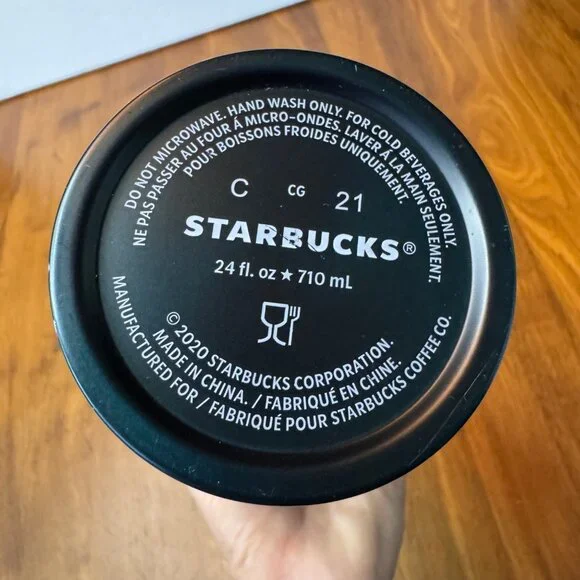 DO NOT MICROWAVE. HAND WASH ONLY. FOR COLD BEVERAGES ONLY.
NE PAS PASSER AU FOUR Á MICRO-ONDES. LAVER Á LA MAIN SEULEMENT.
POUR BOISSONS FROIDES UNIQUEMENT.
C CG 21
STARBUCKS®
24 fl. oz ★ 710 mL
© 2020 STARBUCKS CORPORATION.
MADE IN CHINA. / FABRIQUÉ EN CHINE.
MANUFACTURED FOR / FABRIQUÉ POUR STARBUCKS COFFEE CO.